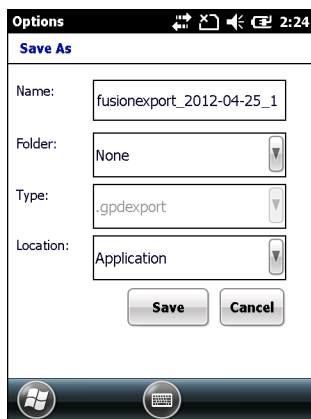 Options 2:24
Save As
Name: fusionexport_2012-04-25_1
Folder: None
Type: .gpdexport
Location: Application
Save Cancel